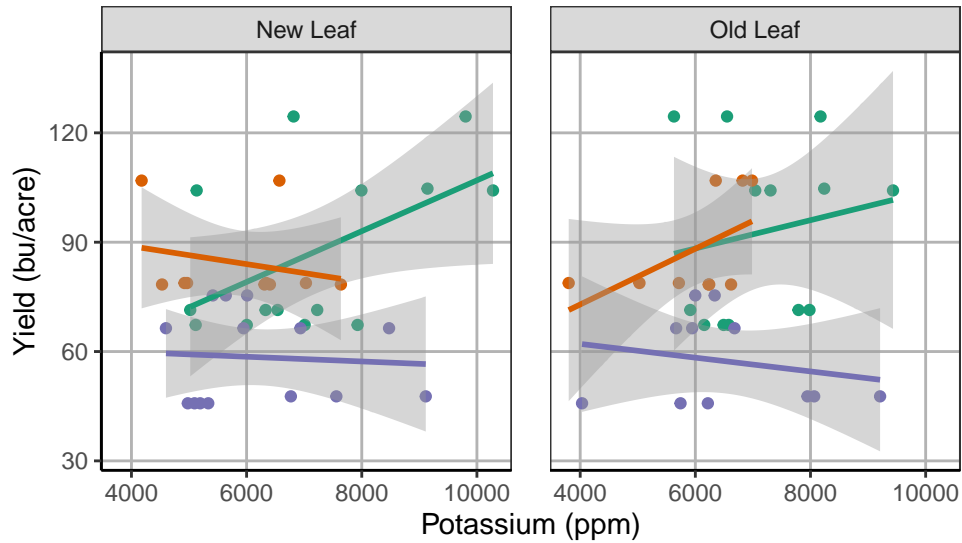 New Leaf
Old Leaf
Yield (bu/acre)
120
90
60
30
4000 6000 8000 10000
4000 6000 8000 10000
Potassium (ppm)